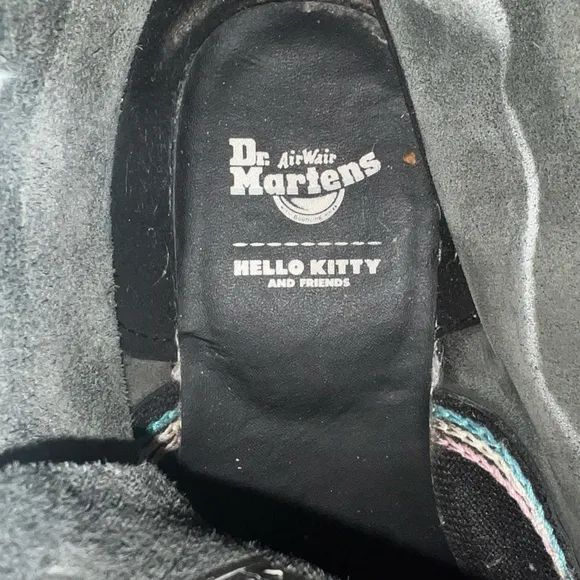 Dr. AirWair
Martens
HELLO KITTY
AND FRIENDS